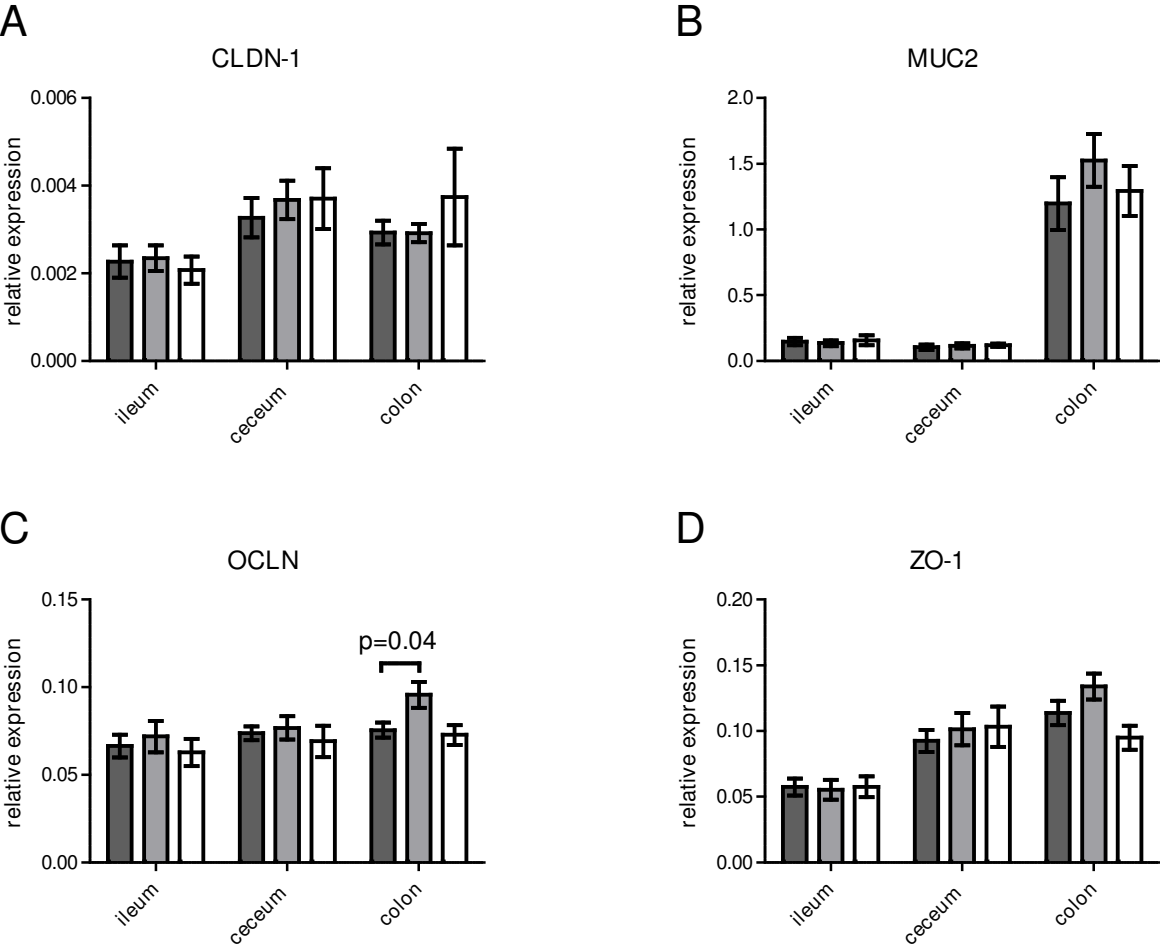 A
CLDN-1
relative expression
0.006
0.004
0.002
0.000
ileum
ceceum
colon
B
MUC2
relative expression
2.0
1.5
1.0
0.5
0.0
ileum
ceceum
colon
C
OCLN
relative expression
0.15
0.10
0.05
0.00
p=0.04
ileum
ceceum
colon
D
ZO-1
relative expression
0.20
0.15
0.10
0.05
0.00
ileum
ceceum
colon